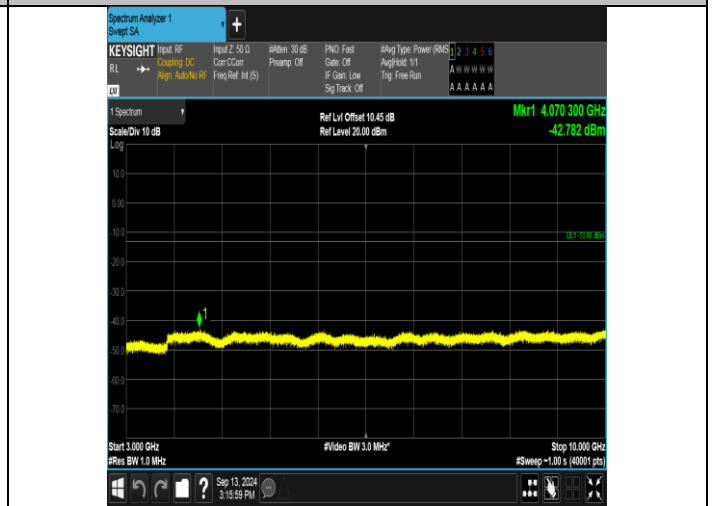 Spectrum Analyzer 1
Swept SA
+
KEYSIGHT
RL
LXI
Input: RF
Coupling: DC
Align: Auto/No RF
Input Z: 50 Ω
Corr CCorr
Freq Ref: Int (S)
#Atten: 30 dB
Preamp: Off
PNO: Fast
Gate: Off
IF Gain: Low
Sig Track: Off
#Avg Type: Power (RMS
Avg|Hold: 1/1
Trig: Free Run
1 2 3 4 5 6
A W W W W W
A A A A A A
1 Spectrum
Scale/Div 10 dB
Ref Lvl Offset 10.45 dB
Ref Level 20.00 dBm
Mkr1 4.070 300 GHz
-42.782 dBm
Log
10.0
0.00
-10.0
DL1 -13.00 dBm
-20.0
-30.0
-40.0
1
-50.0
-60.0
-70.0
Start 3.000 GHz
#Video BW 3.0 MHz*
Stop 10.000 GHz
#Res BW 1.0 MHz
#Sweep ~1.00 s (40001 pts)
?
Sep 13, 2024
3:15:59 PM